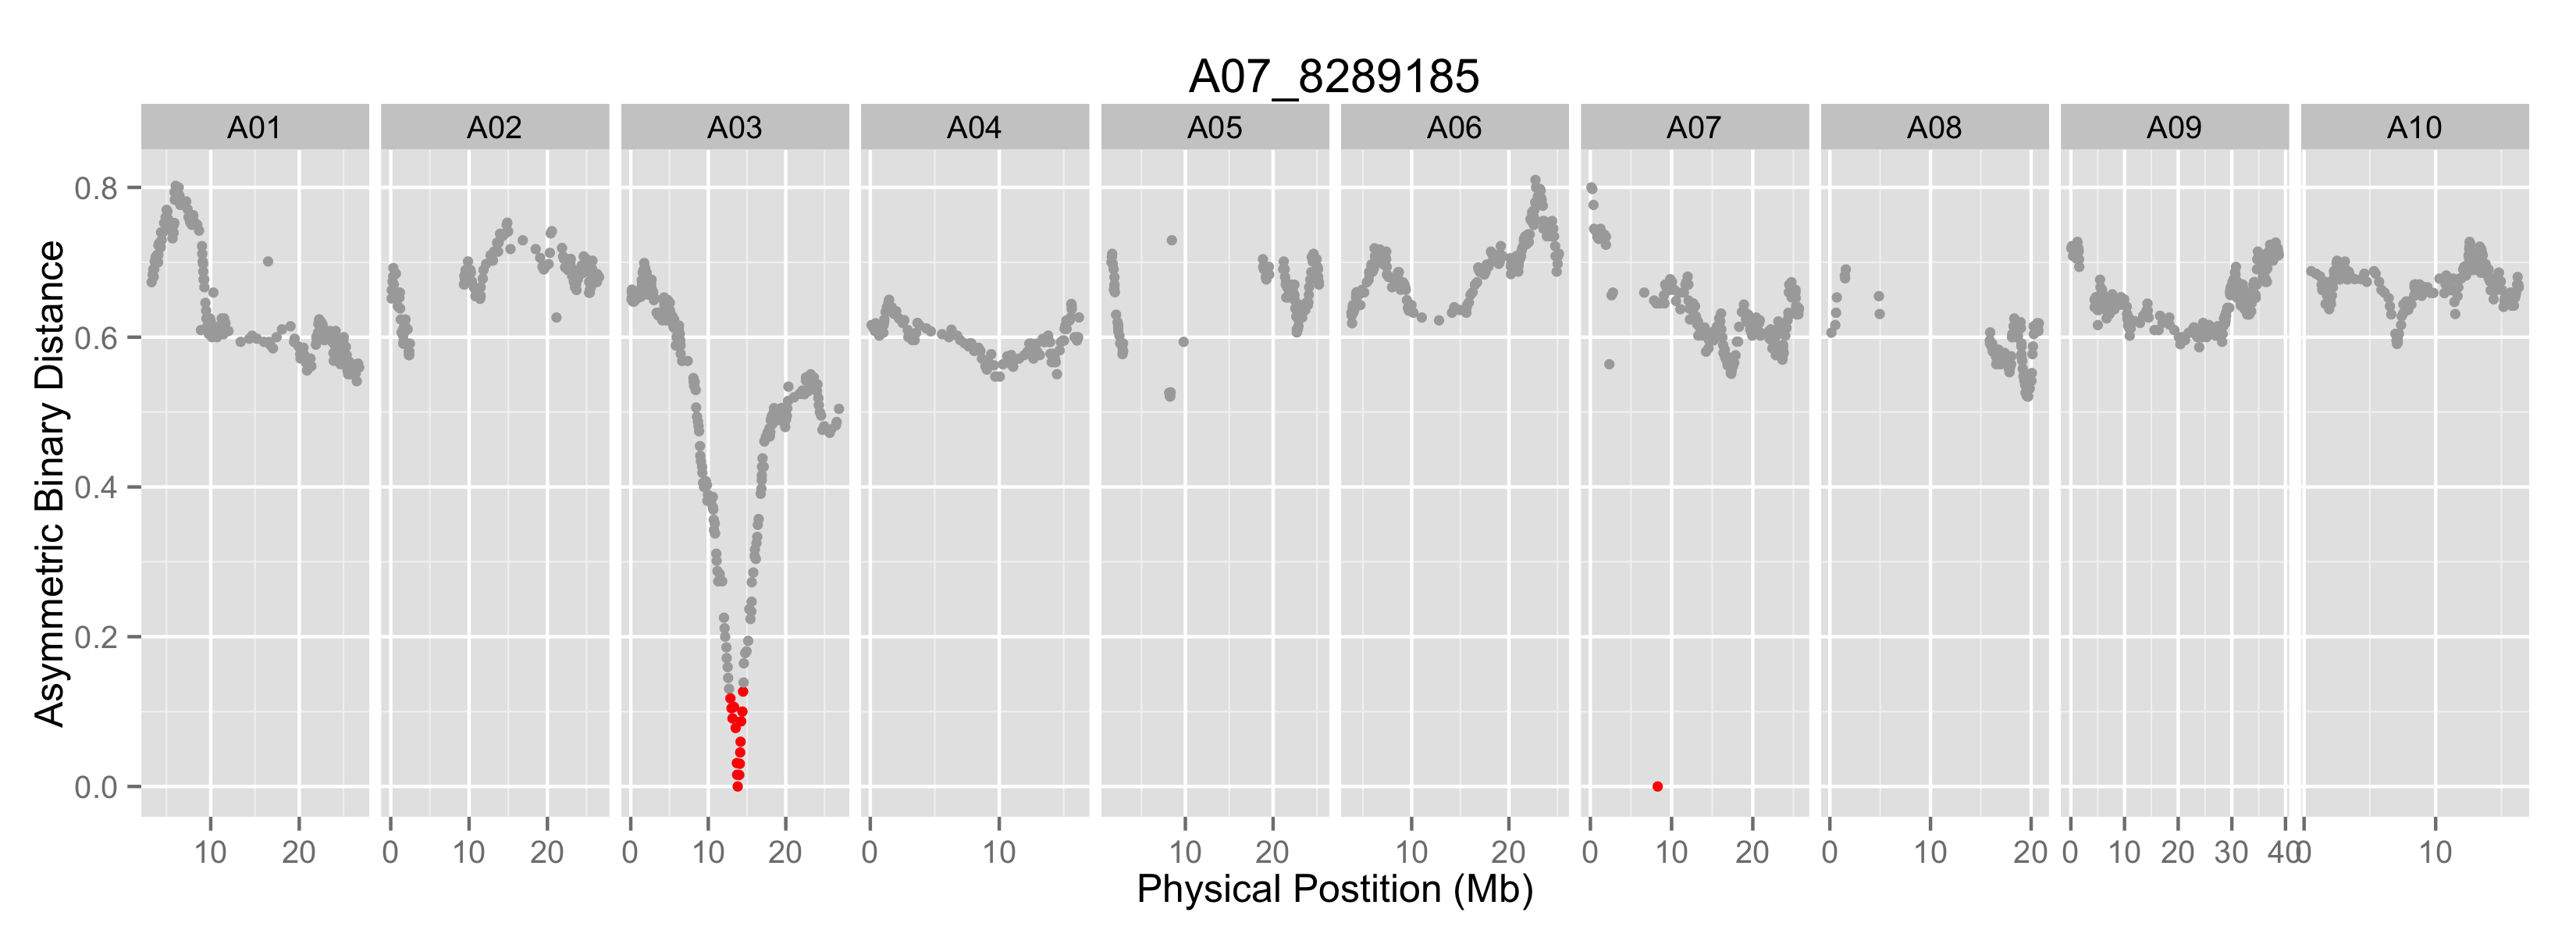 A07_8289185
A01 A02 A03 A04 A05 A06 A07 A08 A09 A10
Asymmetric Binary Distance
0.8
0.6
0.4
0.2
0.0
10 20 0 10 20 0 10 20 0 10 10 20 10 20 0 10 20 0 10 20 0 10 20 30 40 0 10
Physical Postition (Mb)